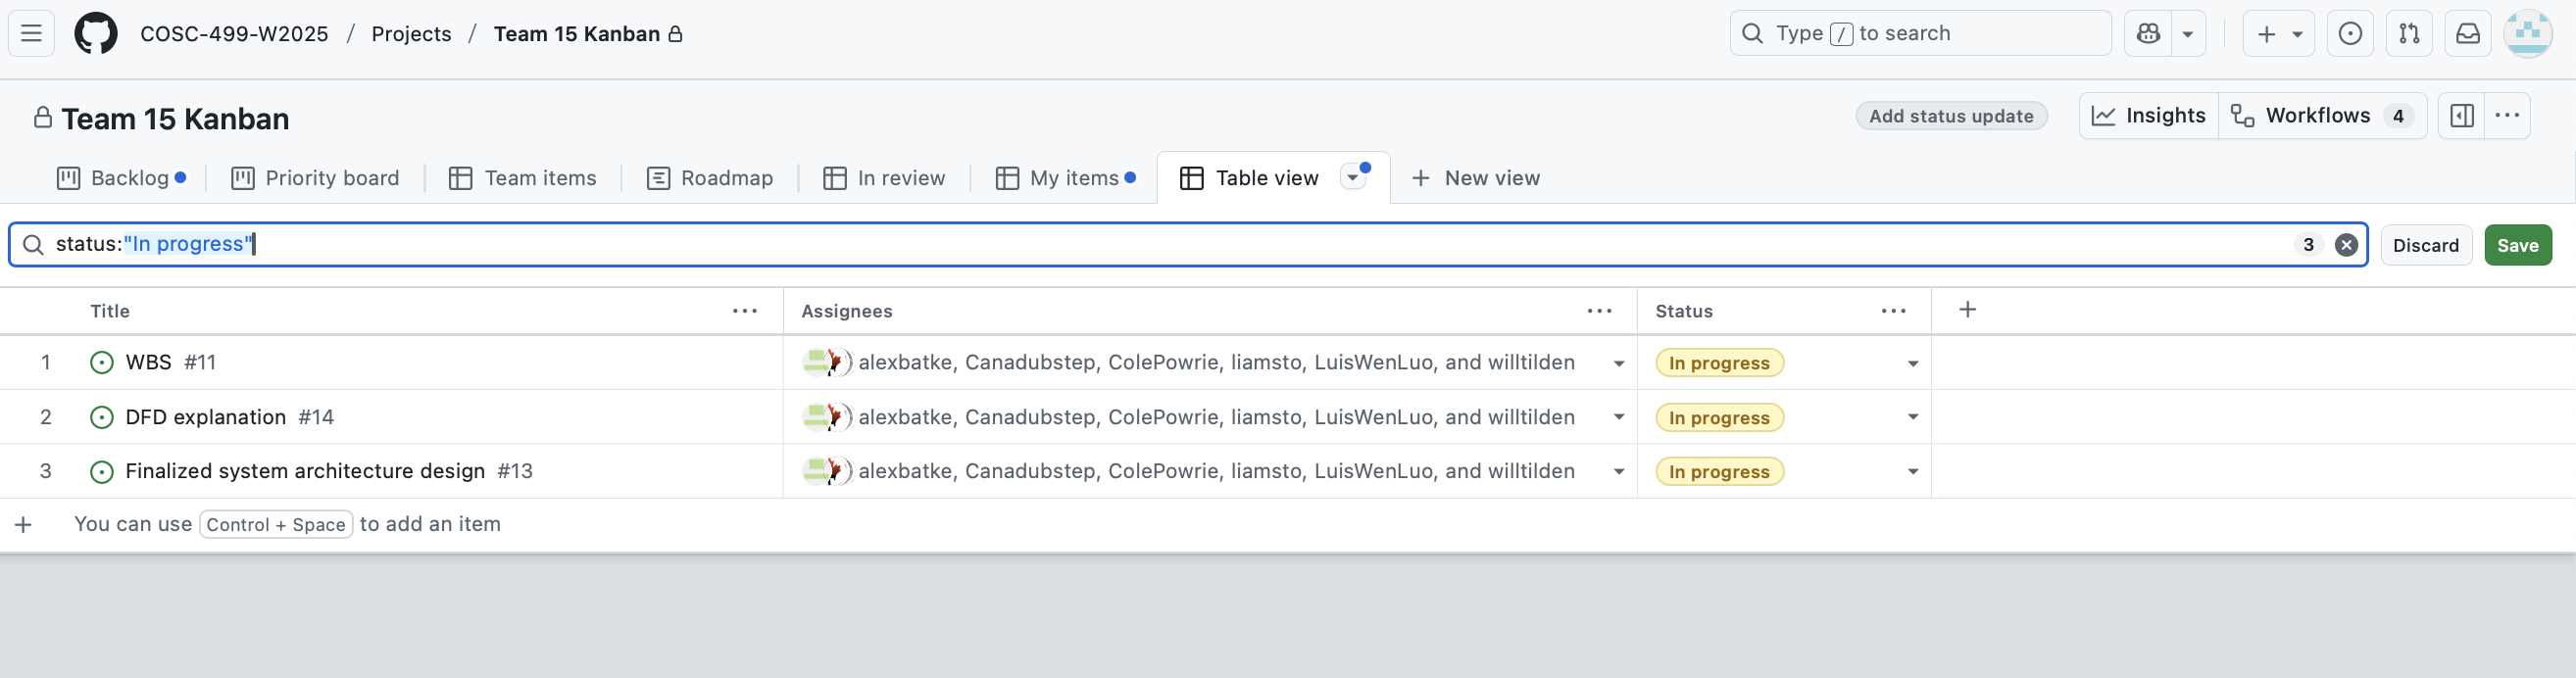 COSC-499-W2025 / Projects / Team 15 Kanban
Type / to search
Team 15 Kanban
Add status update
Insights
Workflows 4
Backlog
Priority board
Team items
Roadmap
In review
My items
Table view
New view
status:"In progress"
3
Discard
Save
Title
Assignees
Status
1 WBS #11 alexbatke, Canadubstep, ColePowrie, liamsto, LuisWenLuo, and willtilden In progress
2 DFD explanation #14 alexbatke, Canadubstep, ColePowrie, liamsto, LuisWenLuo, and willtilden In progress
3 Finalized system architecture design #13 alexbatke, Canadubstep, ColePowrie, liamsto, LuisWenLuo, and willtilden In progress
You can use Control + Space to add an item